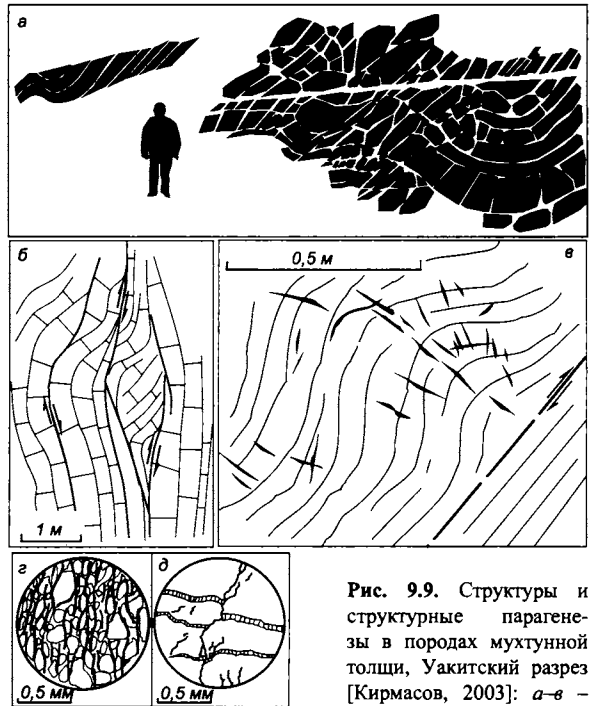 а
б
в
0,5 м
1 м
г
д
0,5 мм
0,5 мм
Рис. 9.9. Структуры и
структурные парагене-
зы в породах мухтунной
толщи, Уакитский разрез
[Кирмасов, 2003]: а–в –